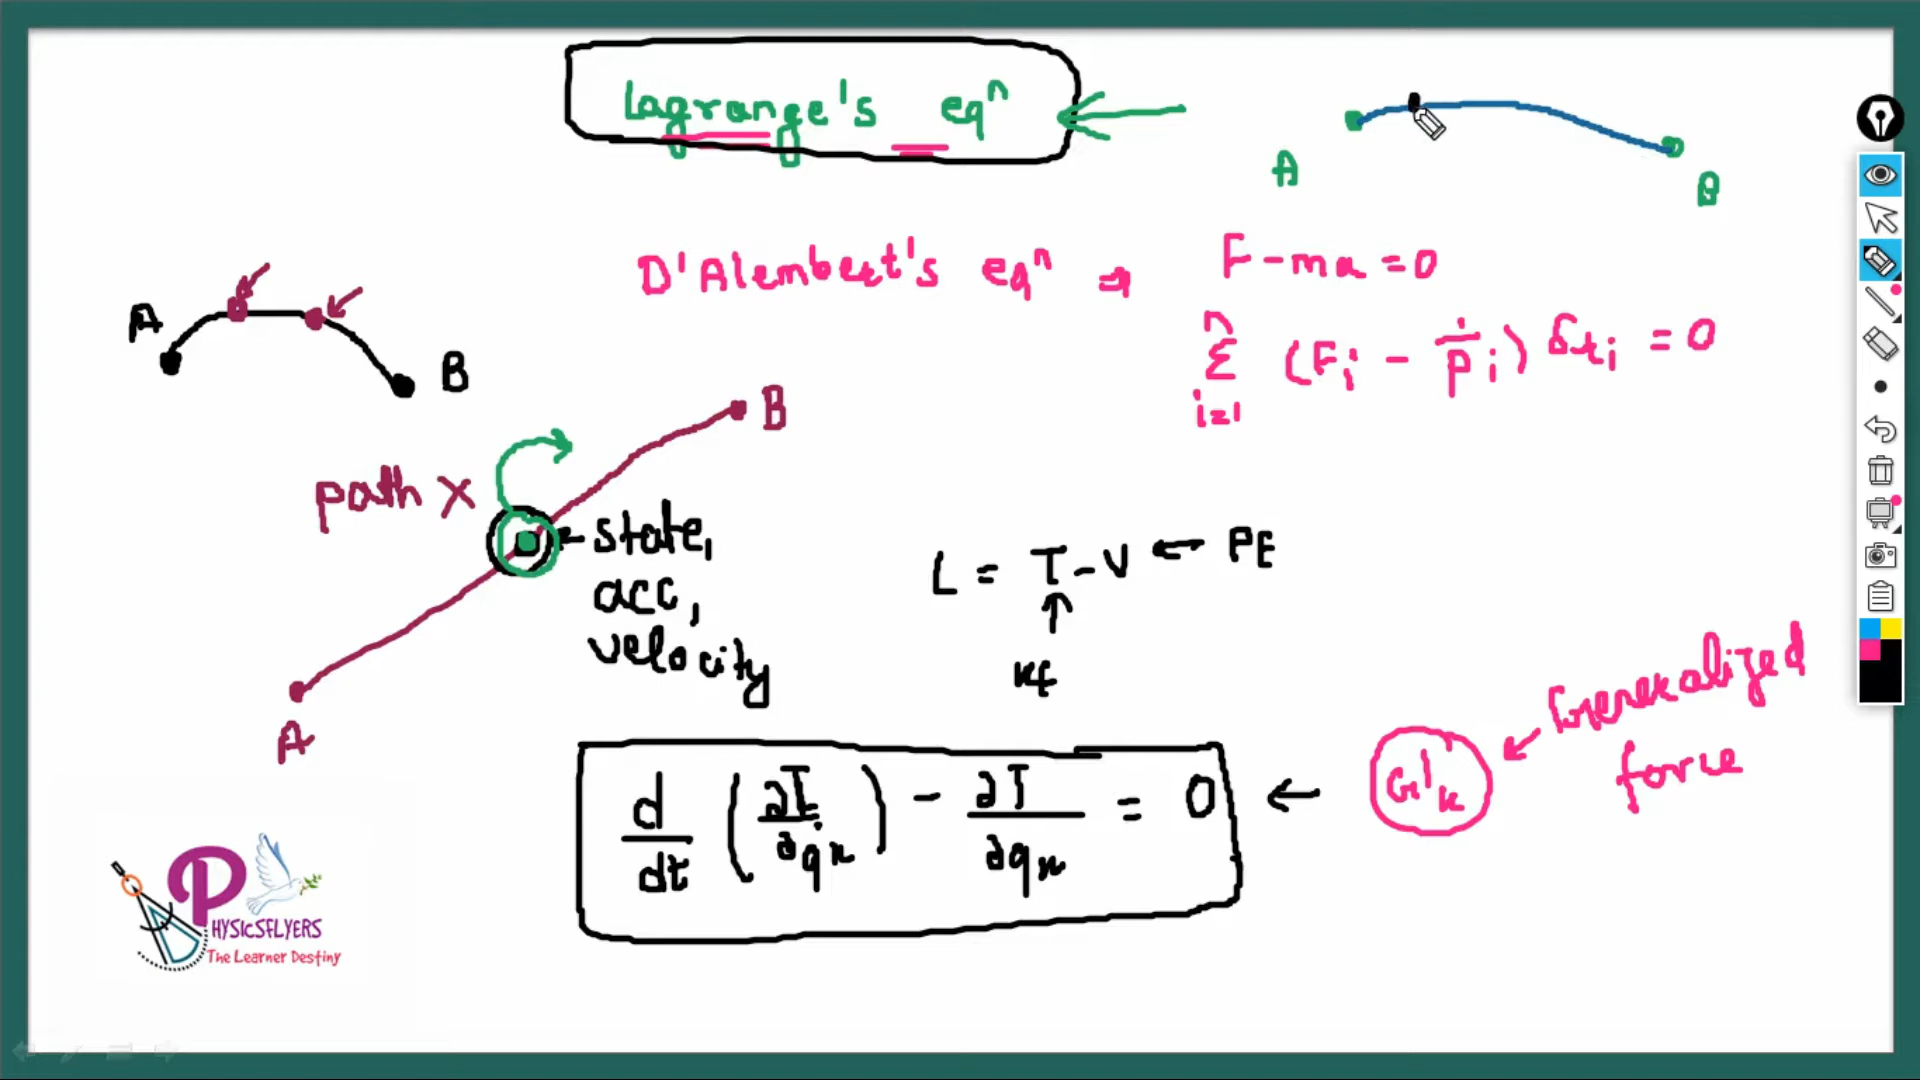 Lagrange's eqⁿ
A
B
D'Alembert's eqⁿ ⇒ F - ma = 0
n
Σ (Fi - ṗi) δri = 0
i=1
A
B
B
path X
state,
acc,
velocity
A
L = T - V ← PE
↑
KE
Generalized
force
d/dt (∂T/∂q̇k) - ∂T/∂qk = 0 ← Gk
PHYSICSFLYERS
The Learner Destiny